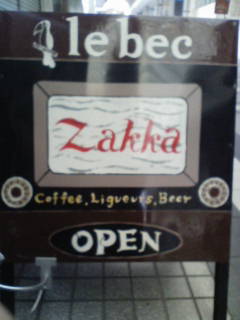 le bec
Zakka
Coffee, Liqueurs, Beer
OPEN